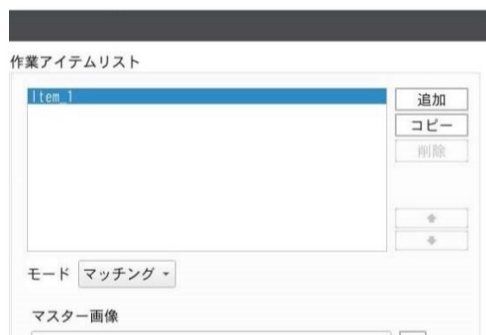 作業アイテムリスト
Item_1
追加
コピー
削除
モード マッチング
マスター画像